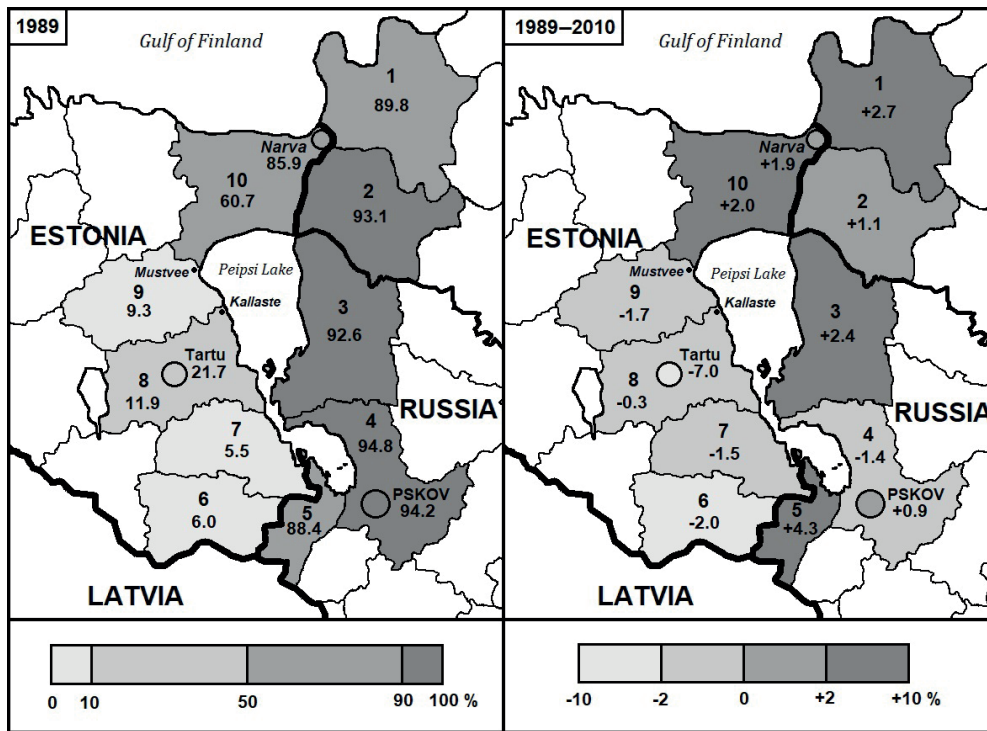 1989
Gulf of Finland
1
89.8
Narva
85.9
10
60.7
2
93.1
ESTONIA
Mustvee
Peipsi Lake
9
9.3
Kallaste
3
92.6
Tartu
21.7
8
11.9
RUSSIA
7
5.5
4
94.8
6
6.0
5
88.4
PSKOV
94.2
LATVIA
0 10 50 90 100 %
1989–2010
Gulf of Finland
1
+2.7
Narva
+1.9
10
+2.0
2
+1.1
ESTONIA
Mustvee
Peipsi Lake
9
-1.7
Kallaste
3
+2.4
Tartu
-7.0
8
-0.3
RUSSIA
7
-1.5
4
-1.4
6
-2.0
5
+4.3
PSKOV
+0.9
LATVIA
-10 -2 0 +2 +10 %